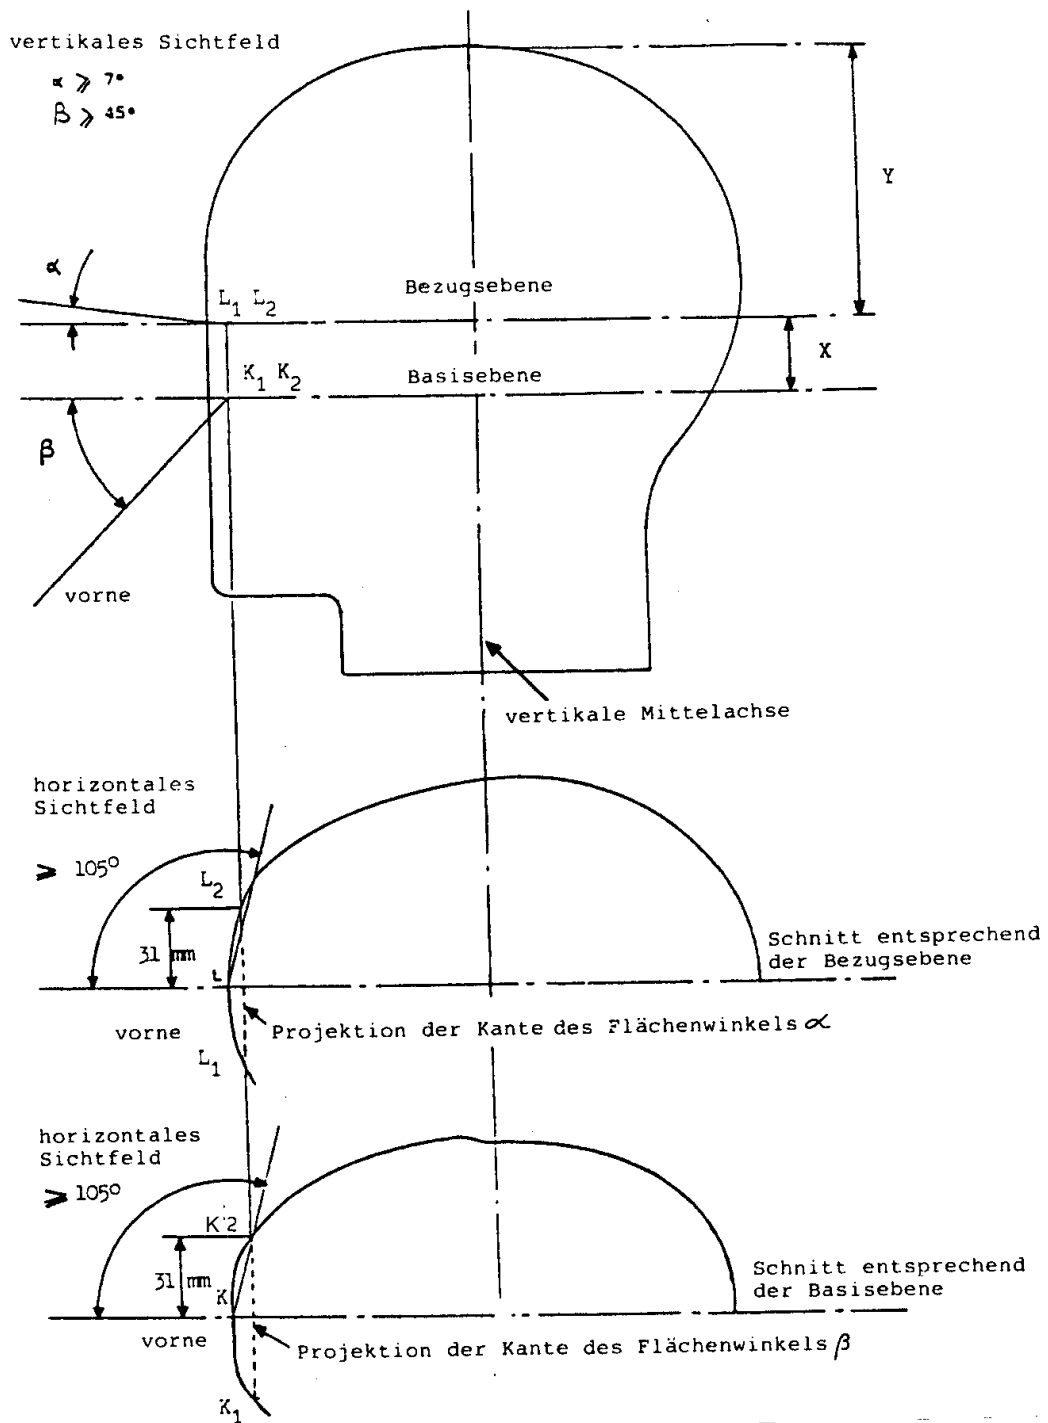 vertikales Sichtfeld
α ⩾ 7°
β ⩾ 45°
Y
α
Bezugsebene
L₁ L₂
X
K₁ K₂
Basisebene
β
vorne
vertikale Mittelachse
horizontales
Sichtfeld
⩾ 105°
L₂
31 mm
L
Schnitt entsprechend
der Bezugsebene
vorne
Projektion der Kante des Flächenwinkels α
L₁
horizontales
Sichtfeld
⩾ 105°
K2
31 mm
K
Schnitt entsprechend
der Basisebene
vorne
Projektion der Kante des Flächenwinkels β
K₁